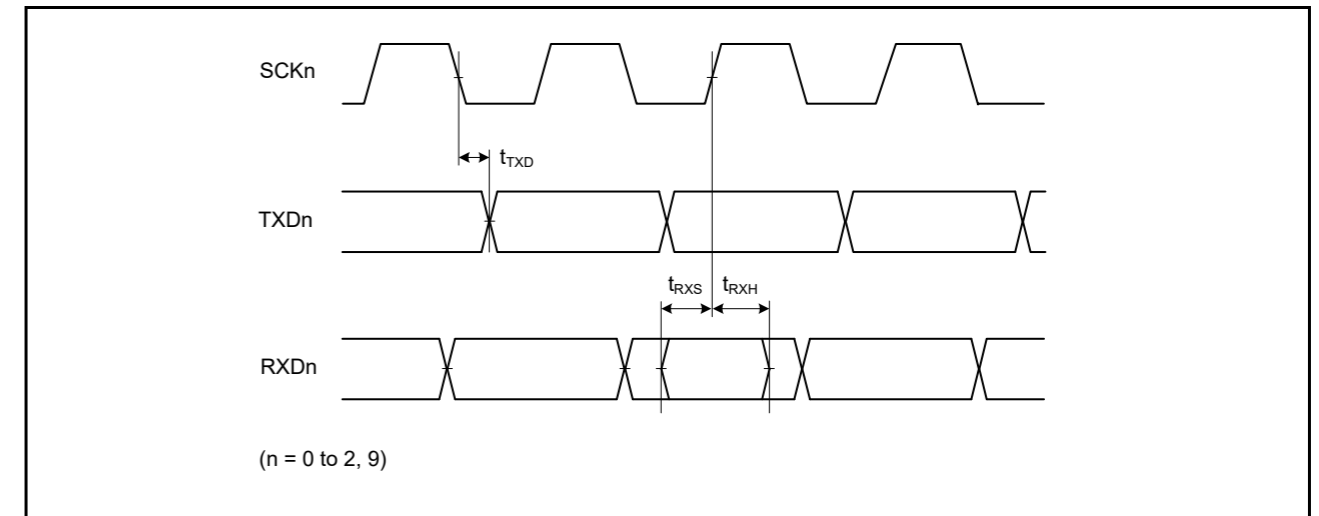 SCKn
tTXD
TXDn
tRXS tRXH
RXDn
(n = 0 to 2, 9)